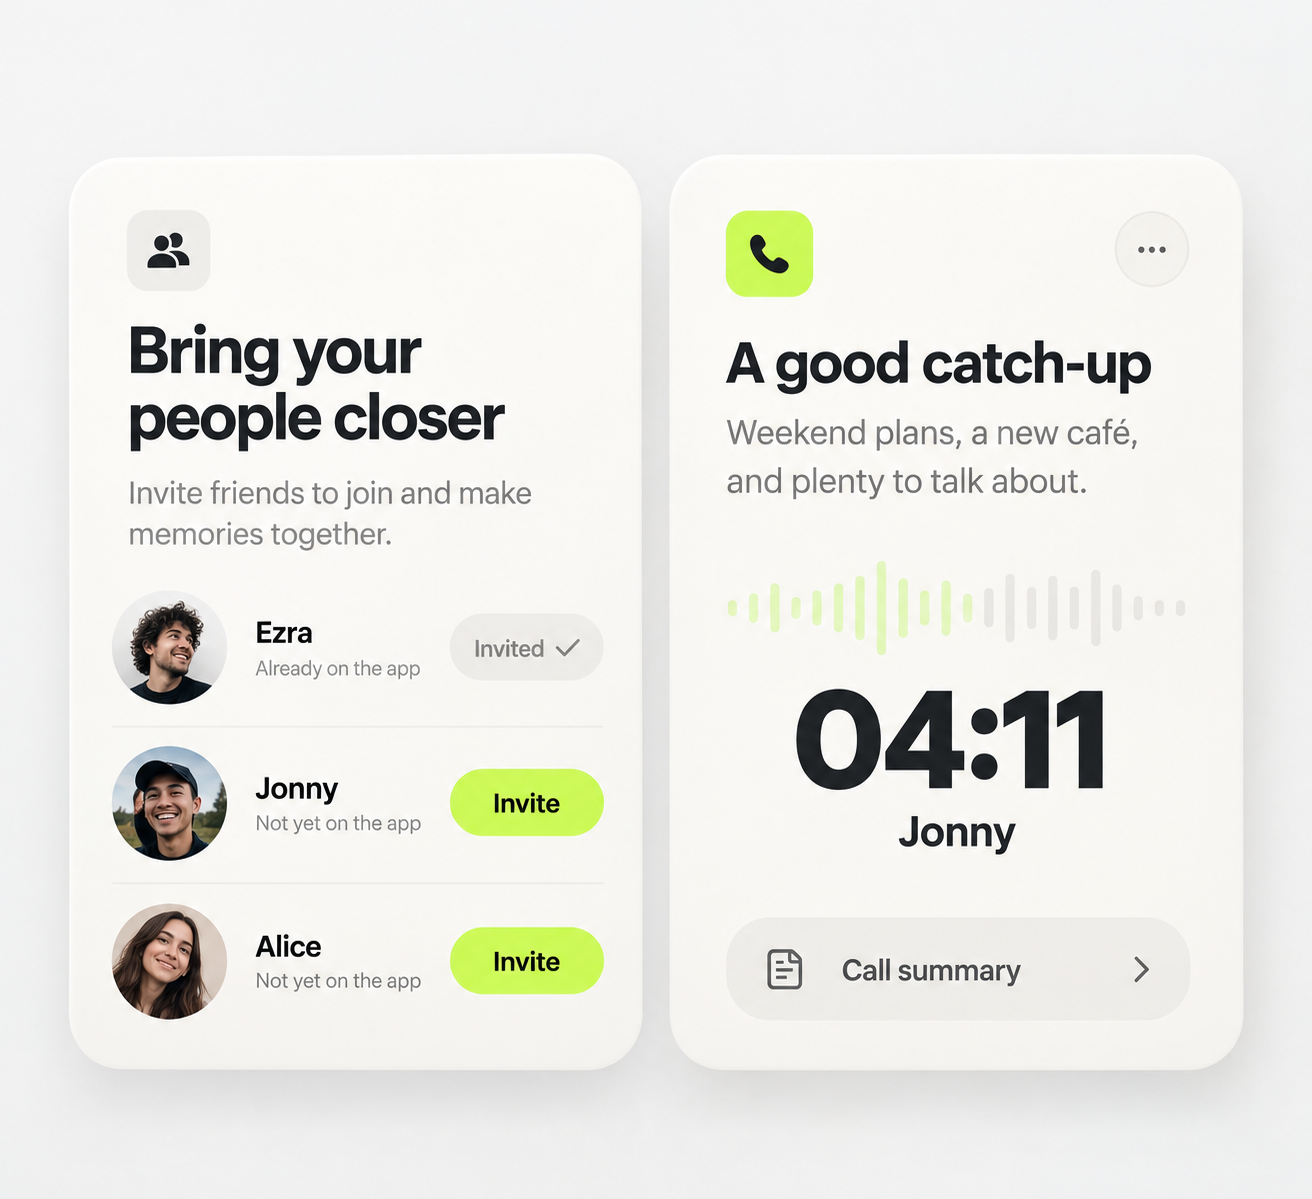 Bring your
people closer
Invite friends to join and make
memories together.
Ezra
Already on the app
Invited
Jonny
Not yet on the app
Invite
Alice
Not yet on the app
Invite
A good catch-up
Weekend plans, a new café,
and plenty to talk about.
04:11
Jonny
Call summary